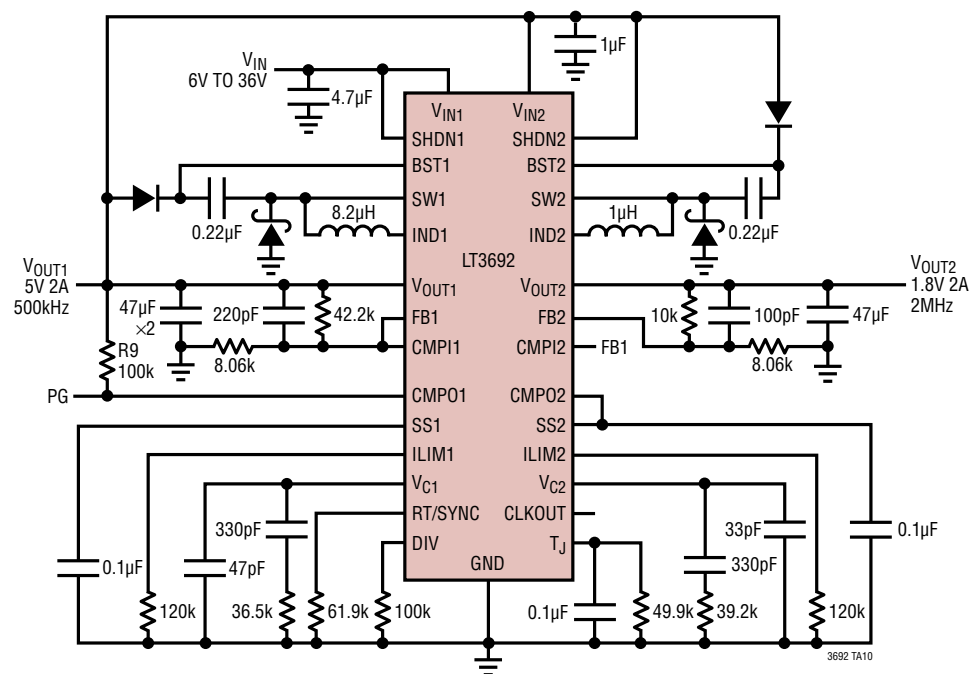 1µF
VIN
6V TO 36V
4.7µF
VIN1
VIN2
SHDN1
SHDN2
BST1
BST2
SW1
SW2
0.22µF
8.2µH
1µH
0.22µF
IND1
IND2
LT3692
VOUT1
5V 2A
500kHz
VOUT1
VOUT2
VOUT2
1.8V 2A
2MHz
47µF
×2
220pF
42.2k
10k
100pF
47µF
FB1
FB2
CMPI1
CMPI2
FB1
8.06k
8.06k
R9
100k
PG
CMPO1
CMPO2
SS1
SS2
ILIM1
ILIM2
VC1
VC2
RT/SYNC
CLKOUT
DIV
TJ
GND
0.1µF
120k
47pF
330pF
36.5k
61.9k
100k
0.1µF
49.9k
330pF
39.2k
33pF
120k
0.1µF
3692 TA10